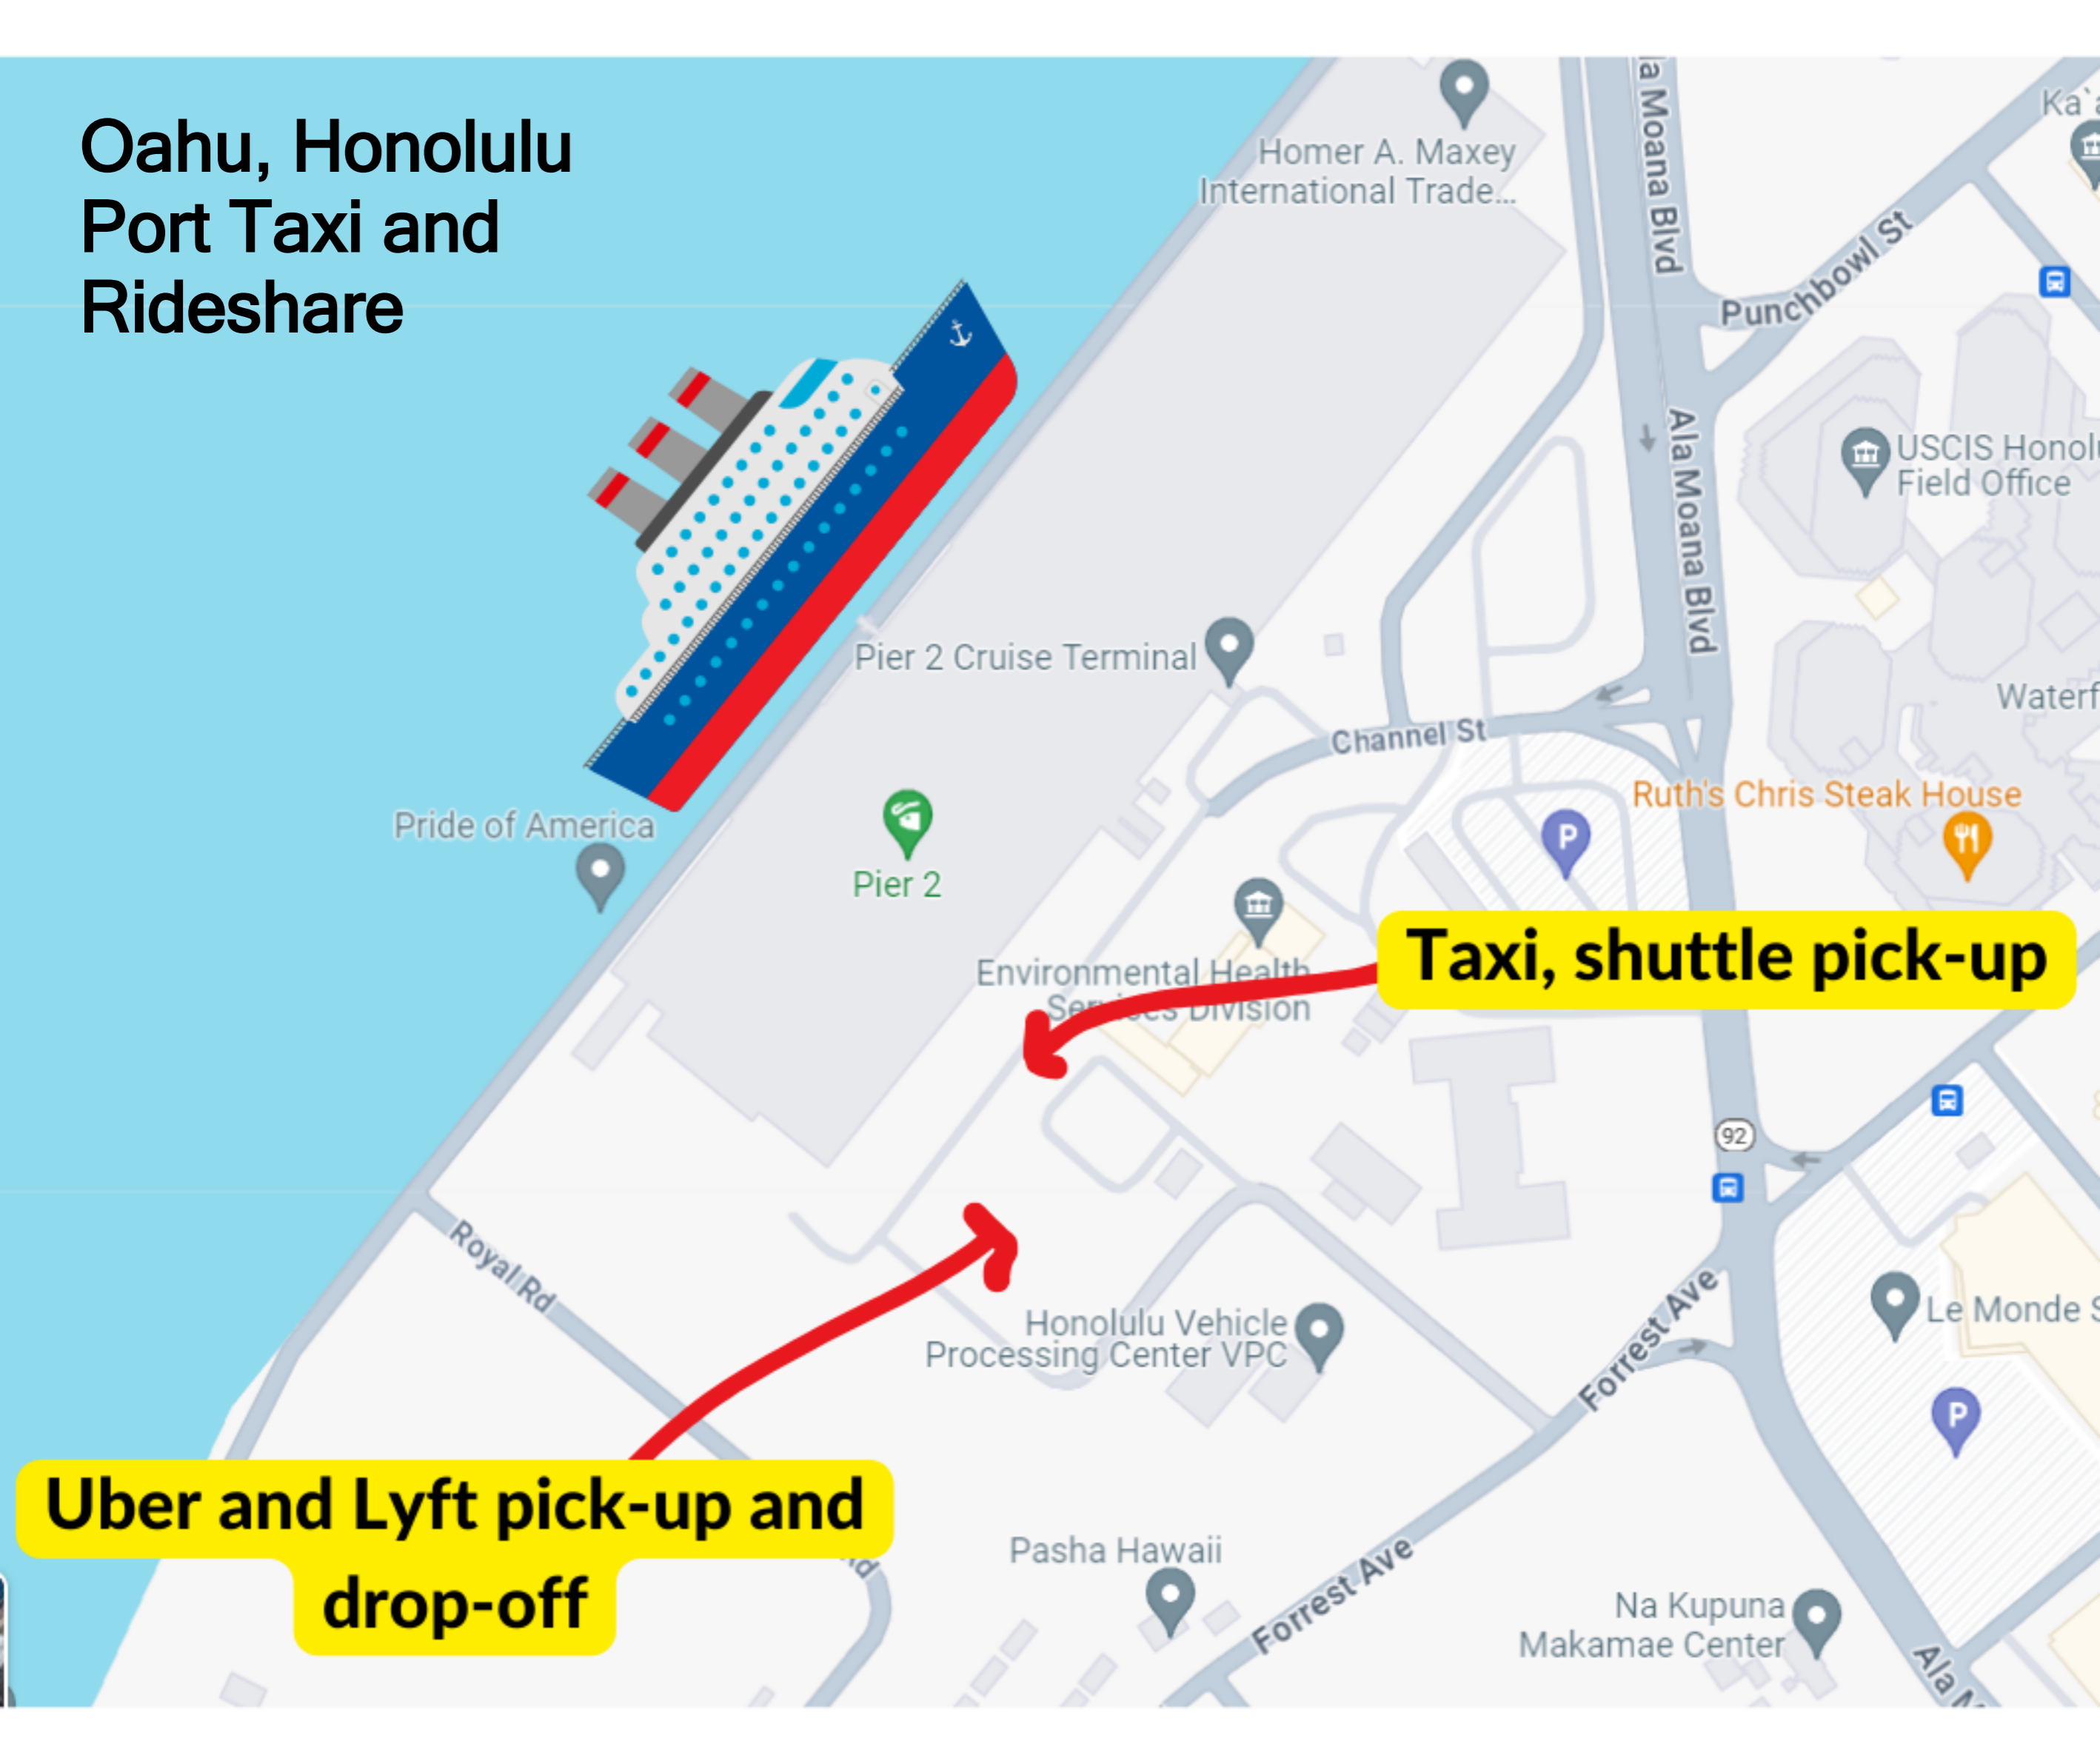 Oahu, Honolulu
Port Taxi and
Rideshare
Homer A. Maxey
International Trade...
la Moana Blvd
Ka`a
Punchbowl St
Ala Moana Blvd
USCIS Honol
Field Office
Pier 2 Cruise Terminal
Waterf
Channel St
Ruth's Chris Steak House
P
Pride of America
Pier 2
Environmental Health
Services Division
Taxi, shuttle pick-up
92
Royal Rd
Honolulu Vehicle
Processing Center VPC
Forrest Ave
Le Monde S
P
Uber and Lyft pick-up and
drop-off
Pasha Hawaii
Forrest Ave
Na Kupuna
Makamae Center
Ala M